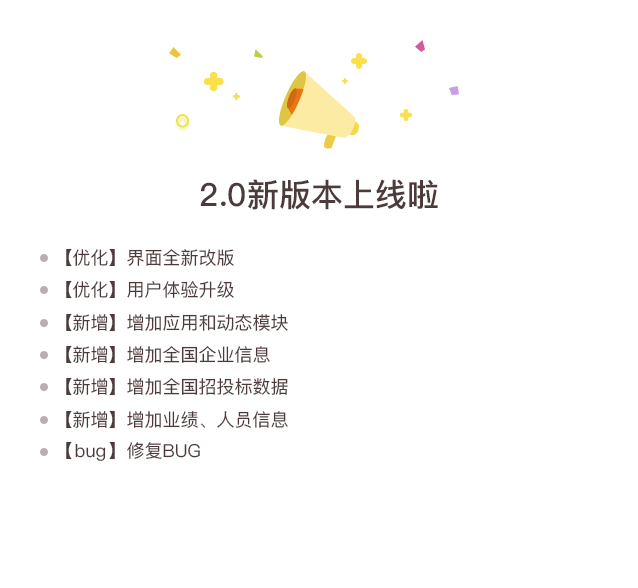 2.0新版本上线啦
【优化】界面全新改版
【优化】用户体验升级
【新增】增加应用和动态模块
【新增】增加全国企业信息
【新增】增加全国招投标数据
【新增】增加业绩、人员信息
【bug】修复BUG